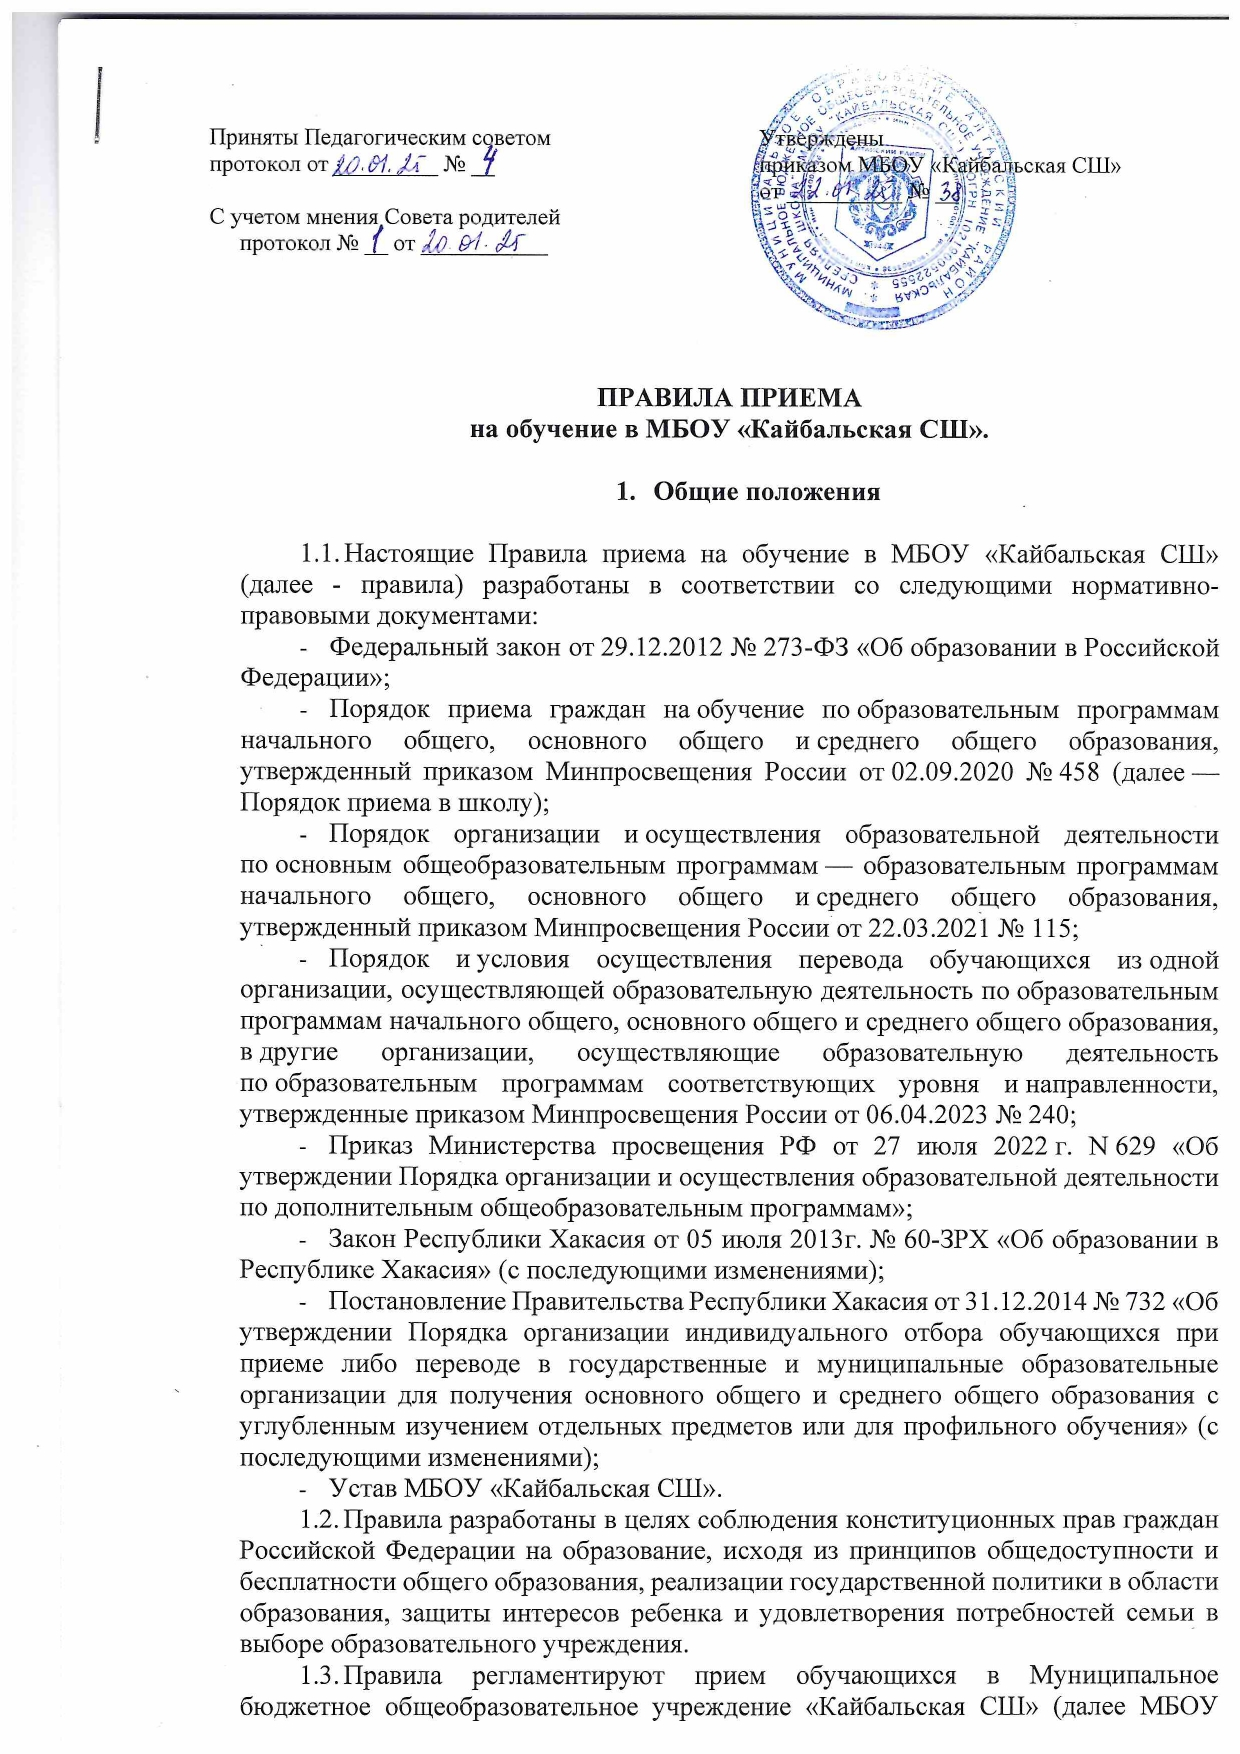 Приняты Педагогическим советом
протокол от 20.01.25 № 4
С учетом мнения Совета родителей
протокол № 1 от 20.01.25
Утверждены
приказом МБОУ «Кайбальская СШ»
от 22.01.25 № 38
ПРАВИЛА ПРИЕМА
на обучение в МБОУ «Кайбальская СШ».
1. Общие положения
1.1. Настоящие Правила приема на обучение в МБОУ «Кайбальская СШ»
(далее - правила) разработаны в соответствии со следующими нормативно-
правовыми документами:
- Федеральный закон от 29.12.2012 № 273-ФЗ «Об образовании в Российской
Федерации»;
- Порядок приема граждан на обучение по образовательным программам
начального общего, основного общего и среднего общего образования,
утвержденный приказом Минпросвещения России от 02.09.2020 № 458 (далее —
Порядок приема в школу);
- Порядок организации и осуществления образовательной деятельности
по основным общеобразовательным программам — образовательным программам
начального общего, основного общего и среднего общего образования,
утвержденный приказом Минпросвещения России от 22.03.2021 № 115;
- Порядок и условия осуществления перевода обучающихся из одной
организации, осуществляющей образовательную деятельность по образовательным
программам начального общего, основного общего и среднего общего образования,
в другие организации, осуществляющие образовательную деятельность
по образовательным программам соответствующих уровня и направленности,
утвержденные приказом Минпросвещения России от 06.04.2023 № 240;
- Приказ Министерства просвещения РФ от 27 июля 2022 г. N 629 «Об
утверждении Порядка организации и осуществления образовательной деятельности
по дополнительным общеобразовательным программам»;
- Закон Республики Хакасия от 05 июля 2013г. № 60-ЗРХ «Об образовании в
Республике Хакасия» (с последующими изменениями);
- Постановление Правительства Республики Хакасия от 31.12.2014 № 732 «Об
утверждении Порядка организации индивидуального отбора обучающихся при
приеме либо переводе в государственные и муниципальные образовательные
организации для получения основного общего и среднего общего образования с
углубленным изучением отдельных предметов или для профильного обучения» (с
последующими изменениями);
- Устав МБОУ «Кайбальская СШ».
1.2. Правила разработаны в целях соблюдения конституционных прав граждан
Российской Федерации на образование, исходя из принципов общедоступности и
бесплатности общего образования, реализации государственной политики в области
образования, защиты интересов ребенка и удовлетворения потребностей семьи в
выборе образовательного учреждения.
1.3. Правила регламентируют прием обучающихся в Муниципальное
бюджетное общеобразовательное учреждение «Кайбальская СШ» (далее МБОУ